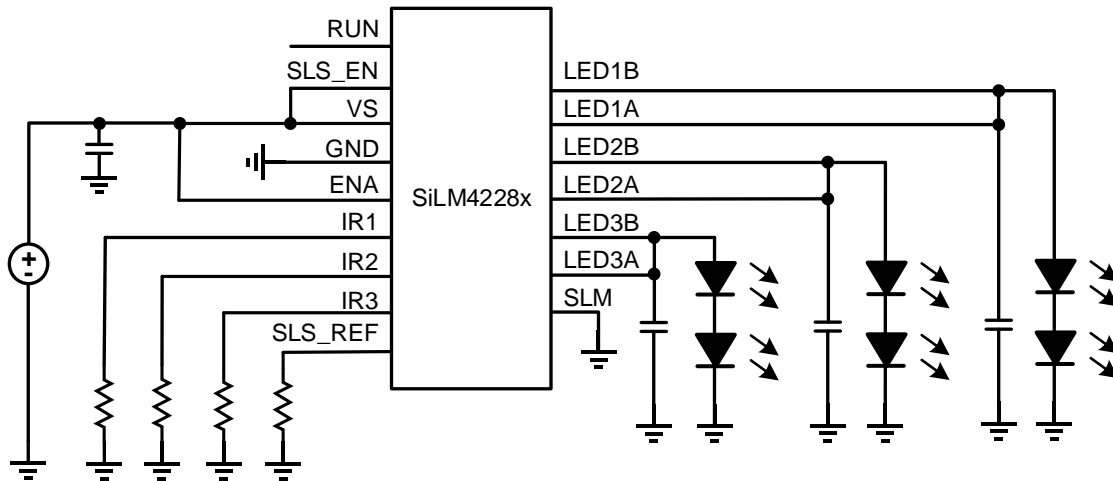 RUN
SLS_EN
VS
GND
ENA
IR1
IR2
IR3
SLS_REF
SiLM4228x
LED1B
LED1A
LED2B
LED2A
LED3B
LED3A
SLM
+
-